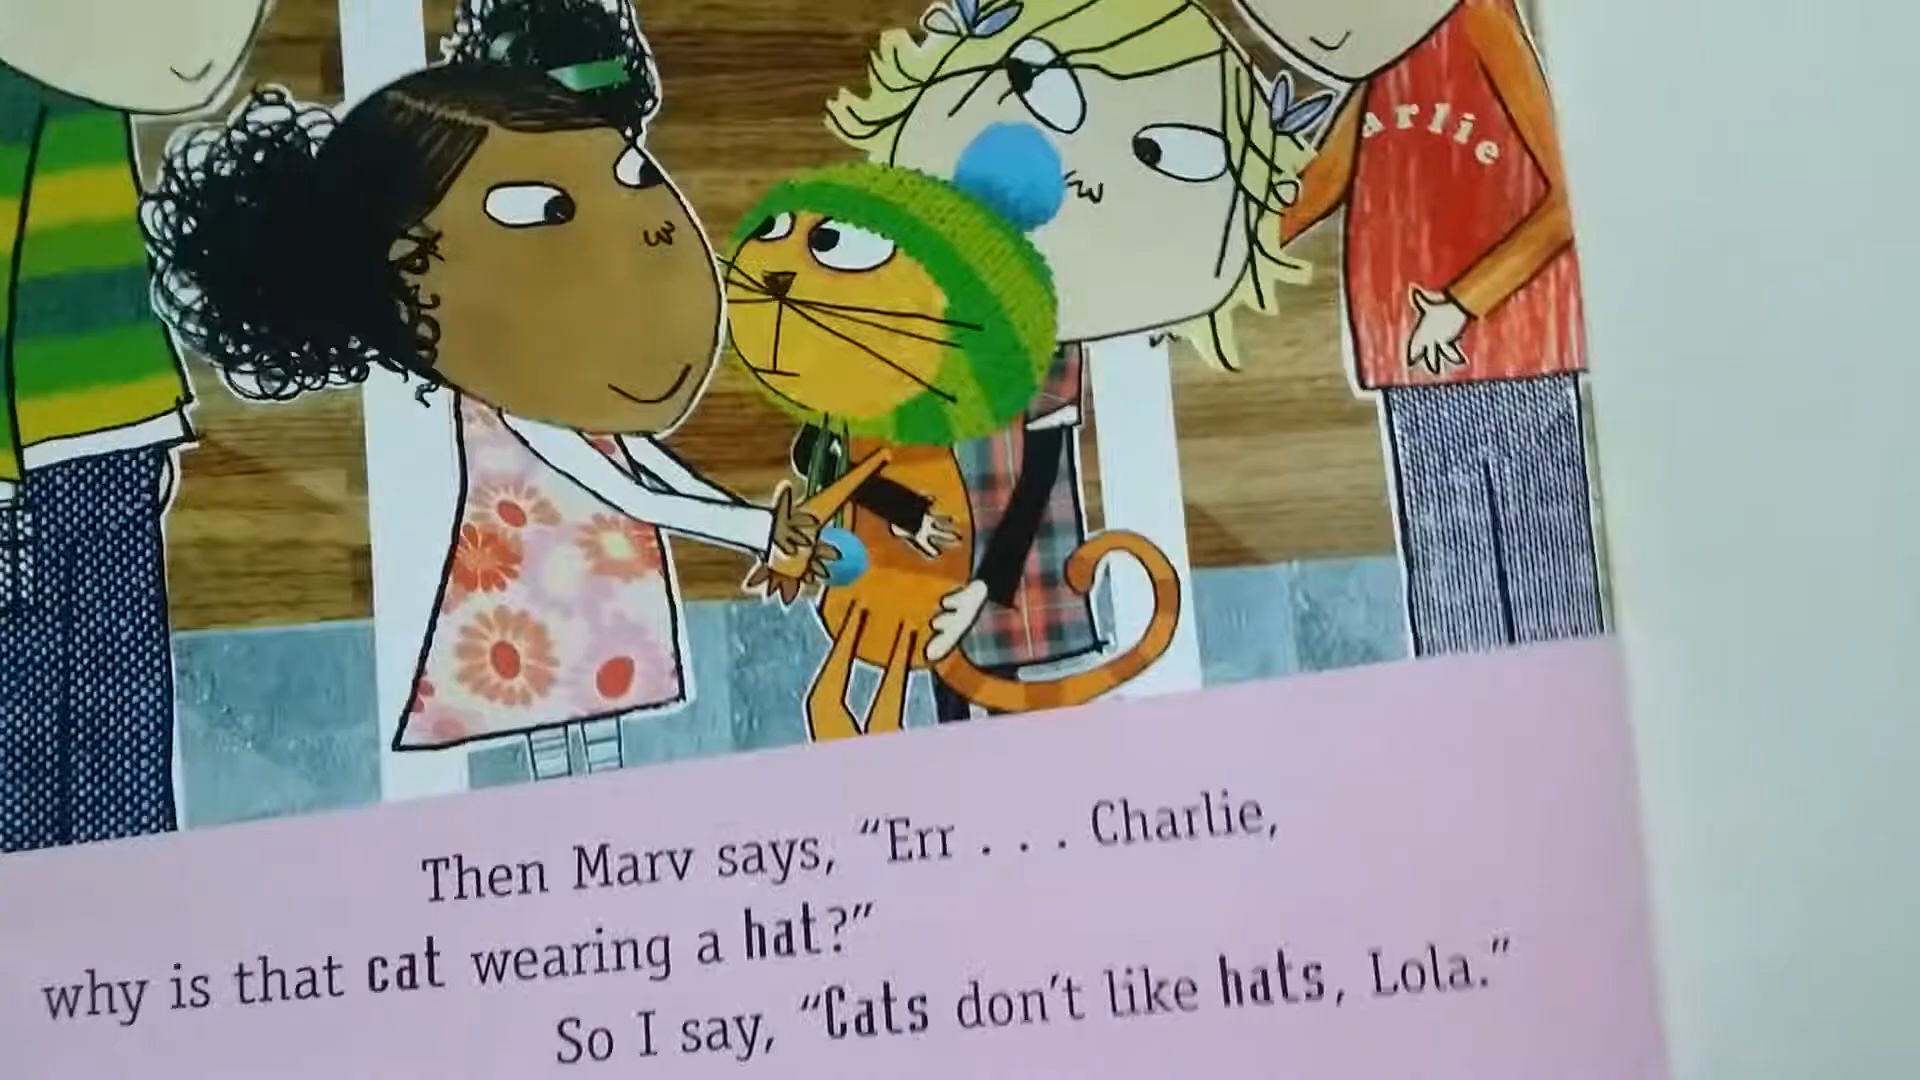 arlie
Then Marv says, “Err . . . Charlie,
why is that cat wearing a hat?”
So I say, “Cats don’t like hats, Lola.”